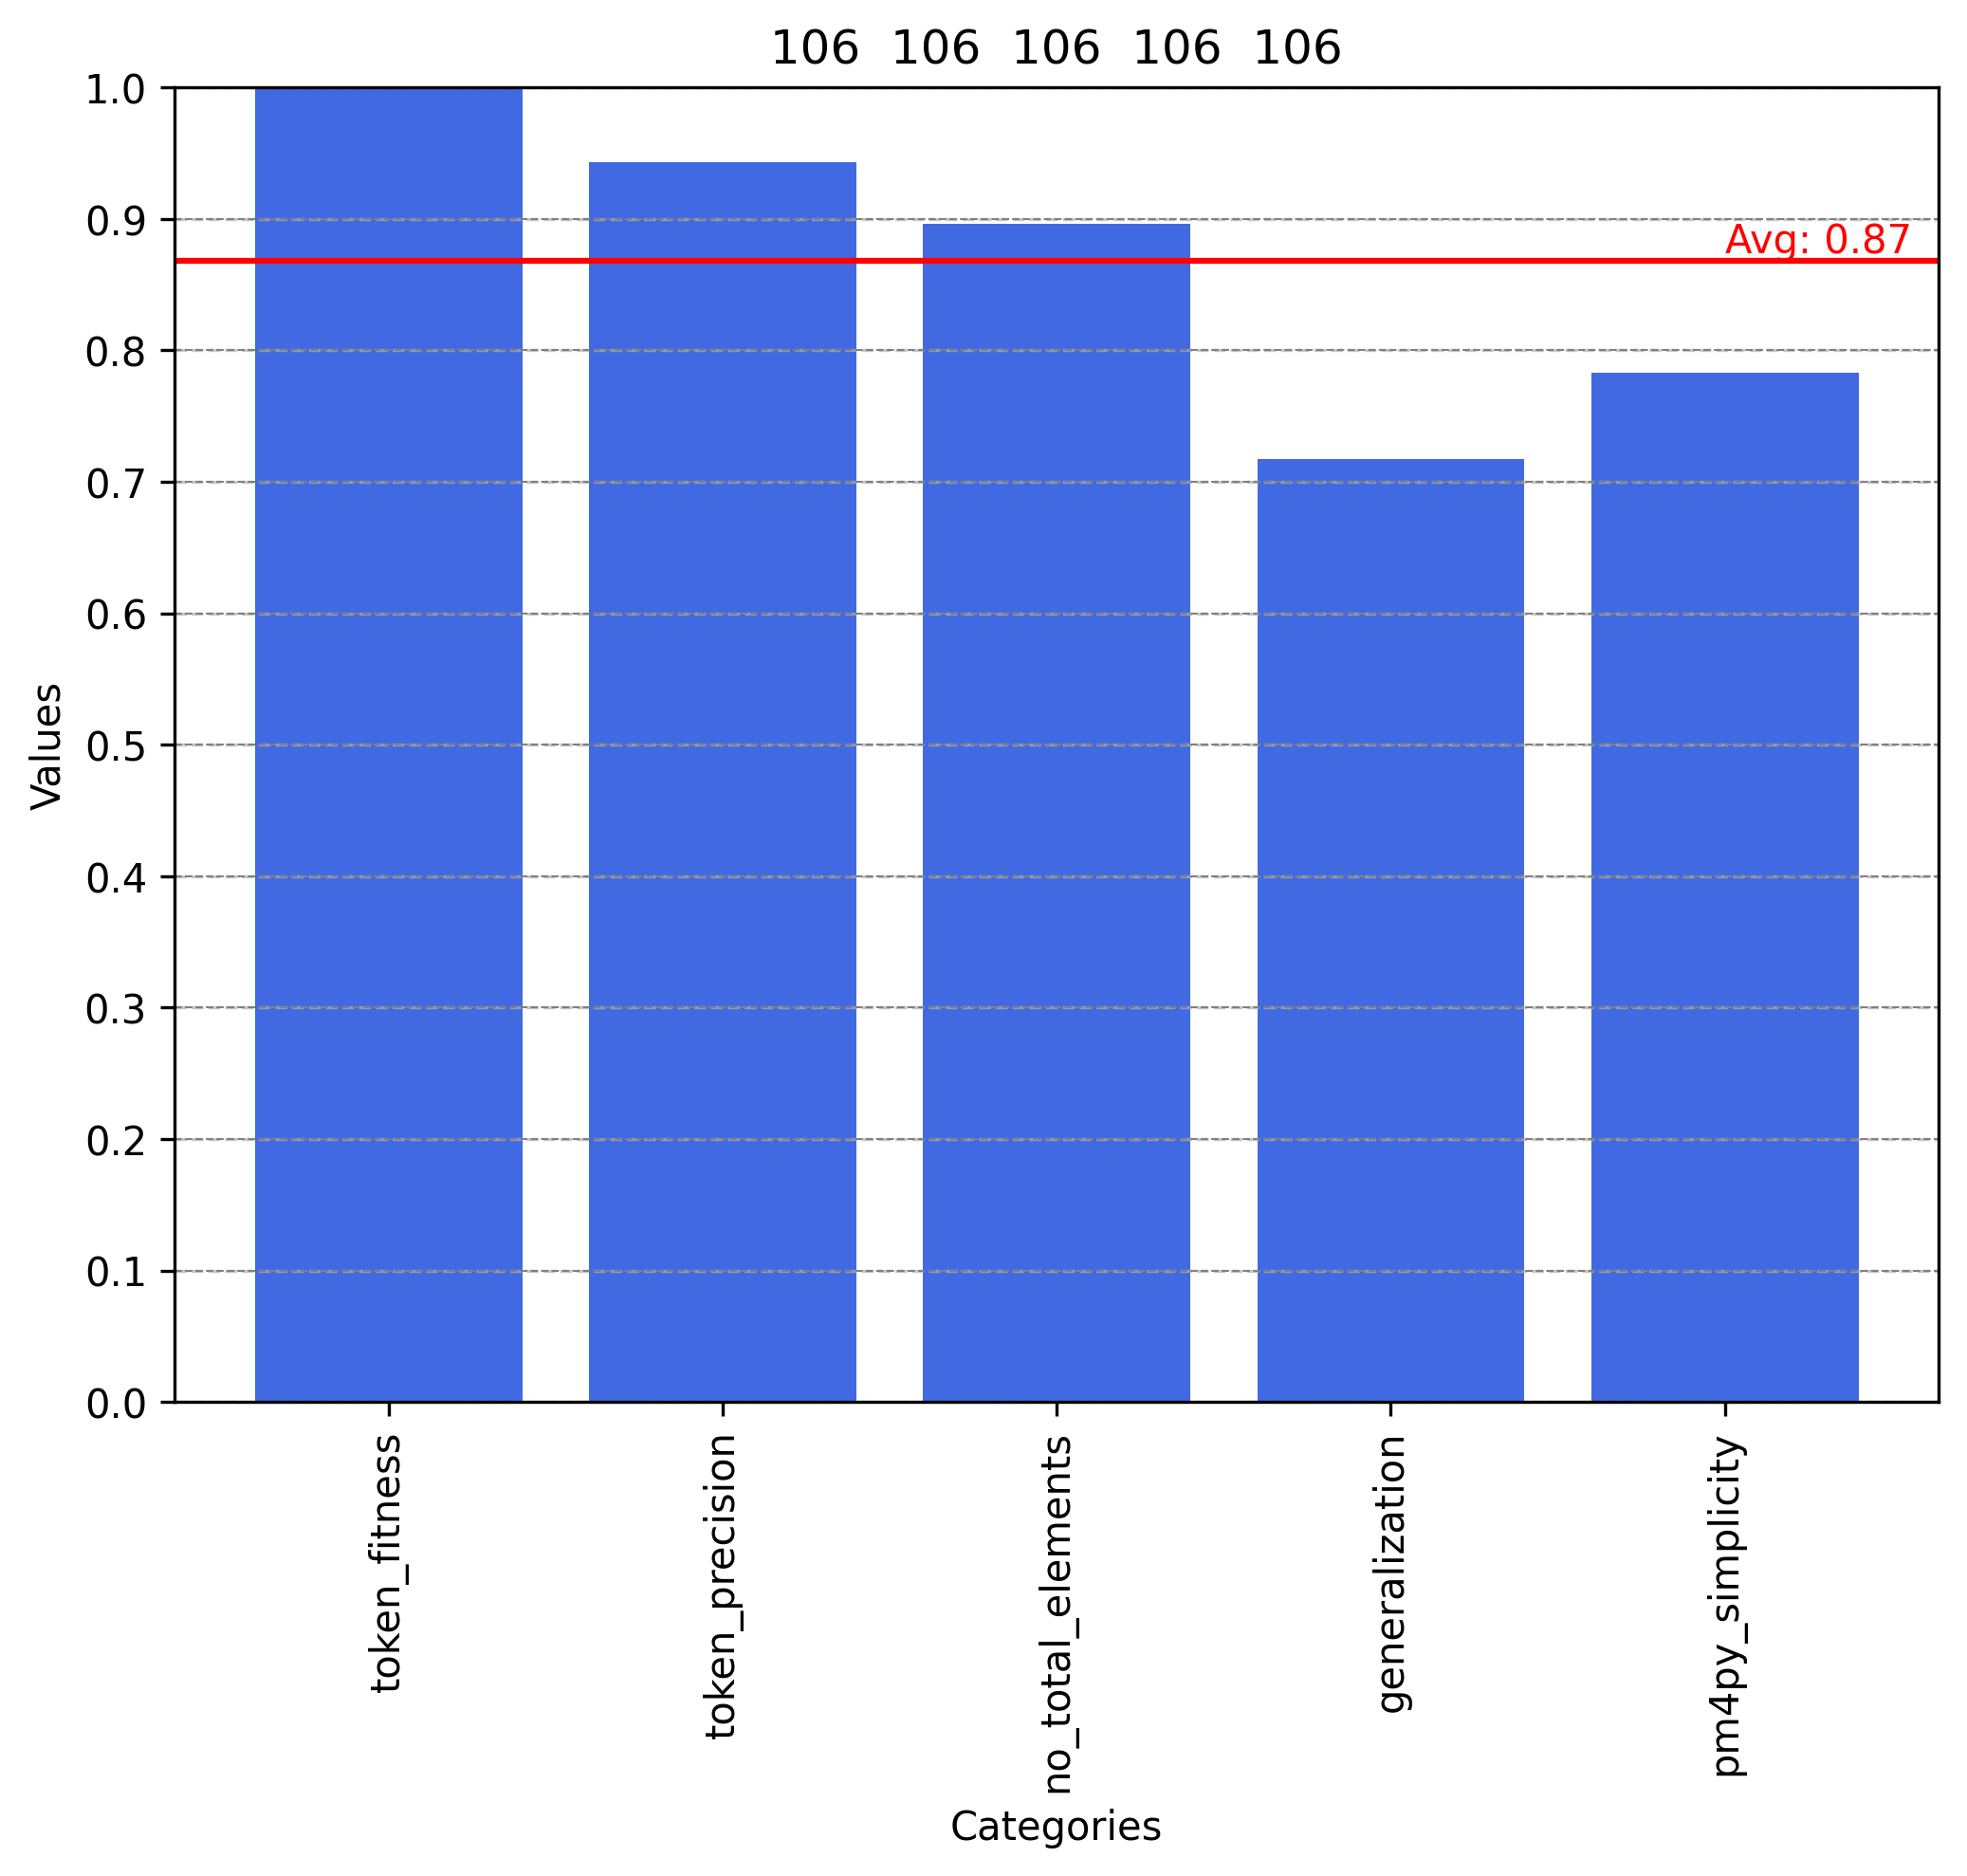 106 106 106 106 106
1.0
0.9
0.8
0.7
0.6
0.5
0.4
0.3
0.2
0.1
0.0
Values
Avg: 0.87
token_fitness
token_precision
no_total_elements
generalization
pm4py_simplicity
Categories